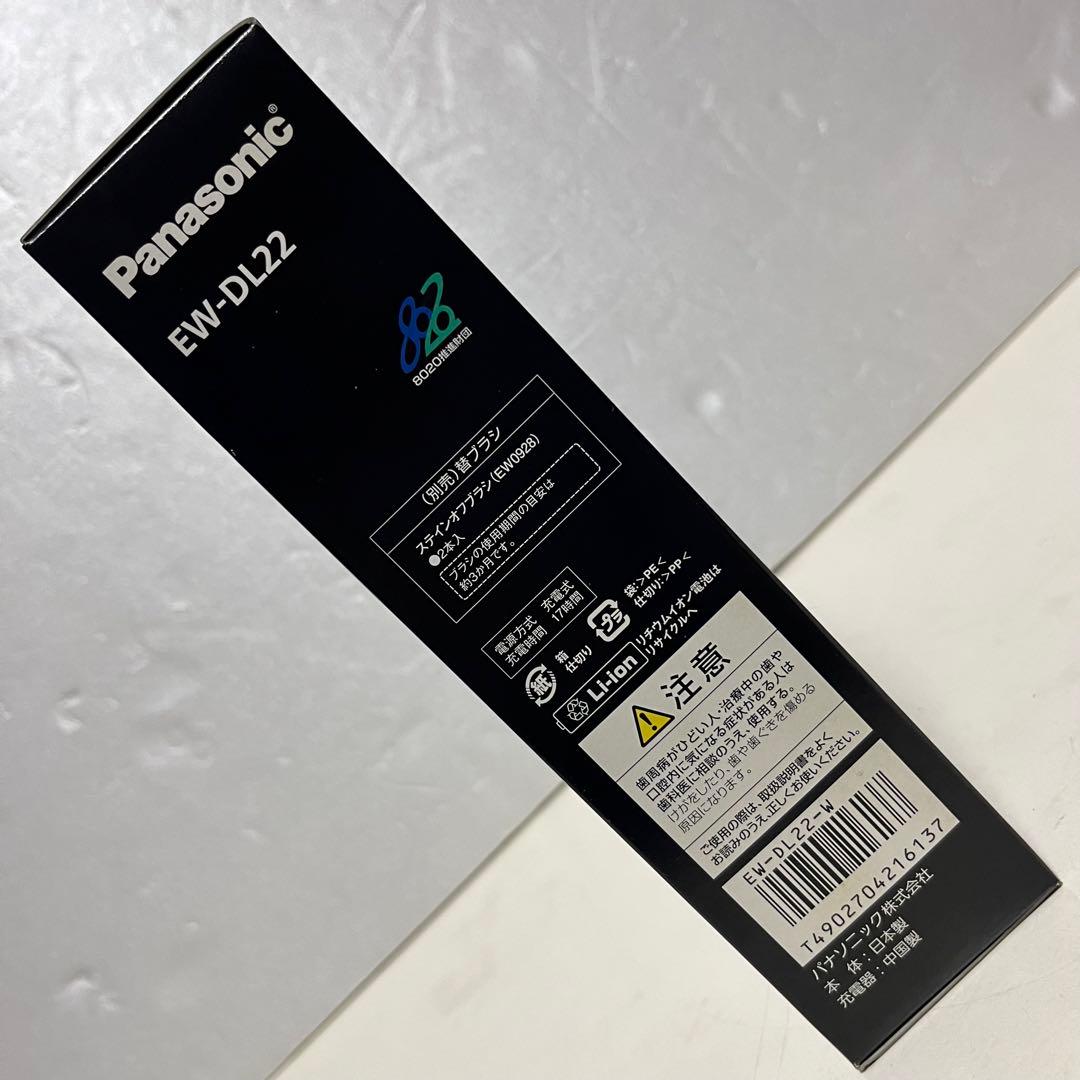 Panasonic®
EW-DL22
8020推進財団
(別売)替ブラシ
ステインオフブラシ(EW0928)
●2本入
ブラシの使用期間の目安は
約3か月です。
電源方式 充電式
充電時間 17時間
紙
箱
仕切り
プラ
袋:>PE<
仕切り:>PP<
Li-ion
リチウムイオン電池は
リサイクルへ
注意
歯周病がひどい人、治療中の歯や
口腔内に気になる症状がある人は
歯科医に相談のうえ、使用する。
けがをしたり、歯や歯ぐきを傷める
原因になります。
ご使用の際は、取扱説明書をよく
お読みのうえ、正しくお使いください。
EW-DL22-W
T4902704216137
パナソニック株式会社
本 体:日本製
充電器:中国製